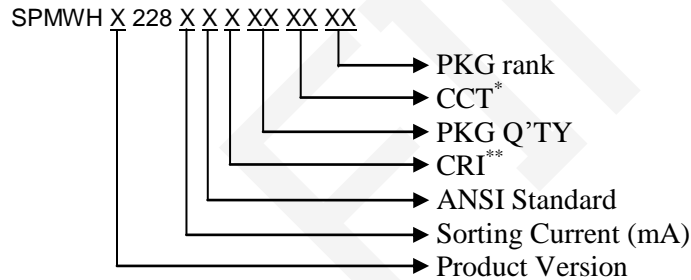 SPMWH X 228 X X X XX XX XX
PKG rank
CCT*
PKG Q’TY
CRI**
ANSI Standard
Sorting Current (mA)
Product Version